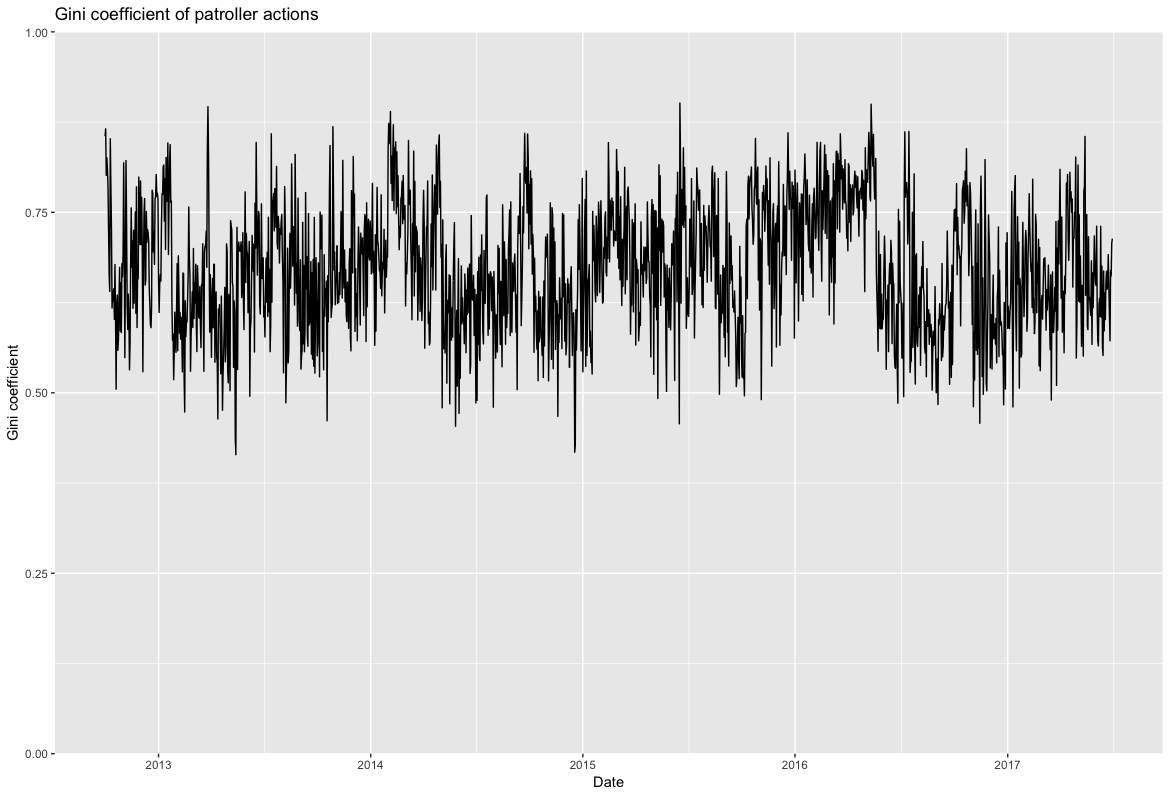 Gini coefficient of patroller actions
1.00
0.75
0.50
0.25
0.00
Gini coefficient
2013 2014 2015 2016 2017
Date